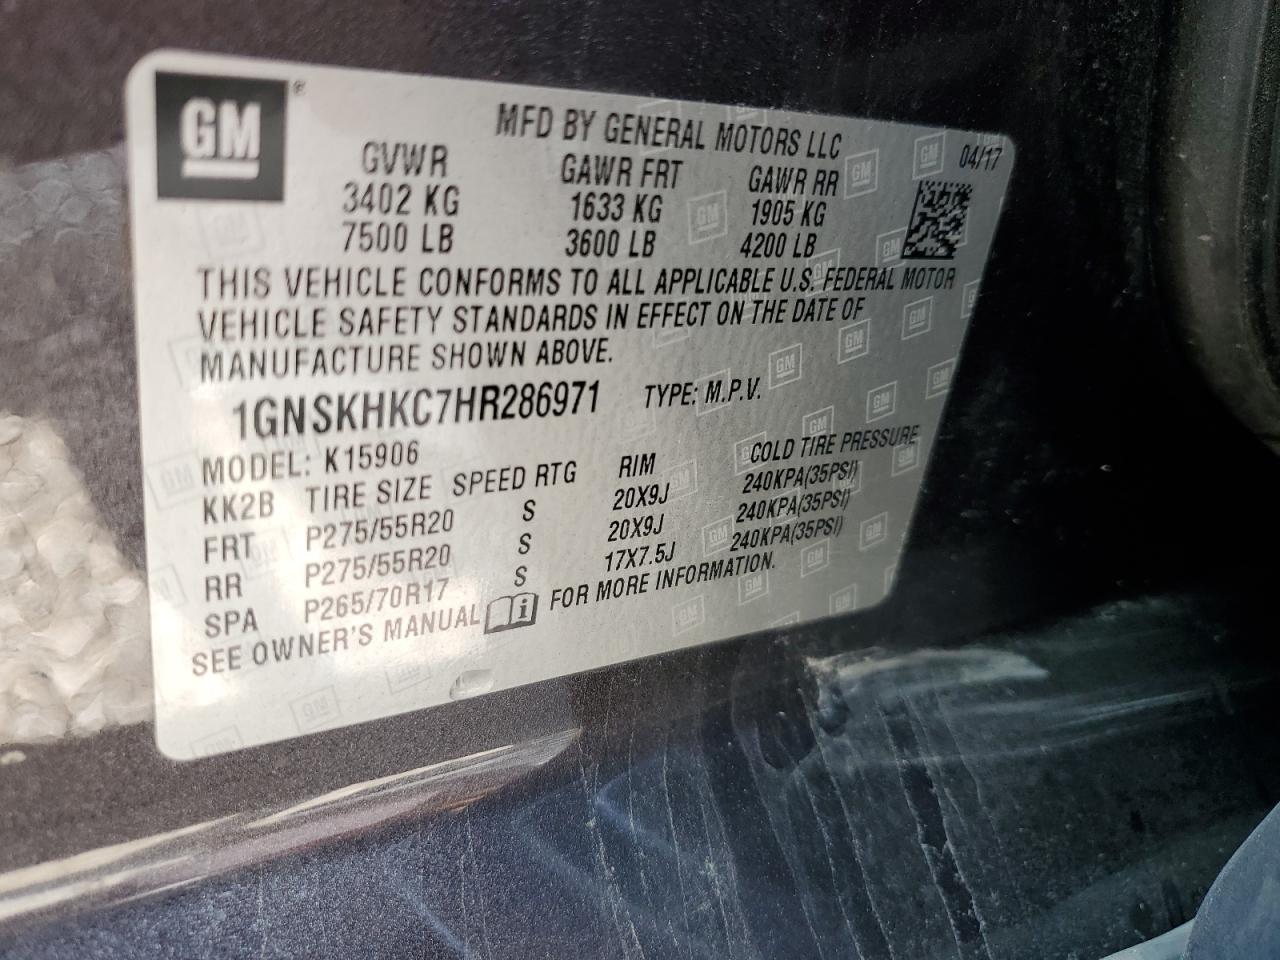 GM ®
MFD BY GENERAL MOTORS LLC
04/17
GVWR GAWR FRT GAWR RR
3402 KG 1633 KG 1905 KG
7500 LB 3600 LB 4200 LB
THIS VEHICLE CONFORMS TO ALL APPLICABLE U.S. FEDERAL MOTOR
VEHICLE SAFETY STANDARDS IN EFFECT ON THE DATE OF
MANUFACTURE SHOWN ABOVE.
1GNSKHKC7HR286971 TYPE: M.P.V.
MODEL: K15906
KK2B TIRE SIZE SPEED RTG RIM COLD TIRE PRESSURE
FRT P275/55R20 S 20X9J 240KPA(35PSI)
RR P275/55R20 S 20X9J 240KPA(35PSI)
SPA P265/70R17 S 17X7.5J 240KPA(35PSI)
SEE OWNER'S MANUAL i FOR MORE INFORMATION.